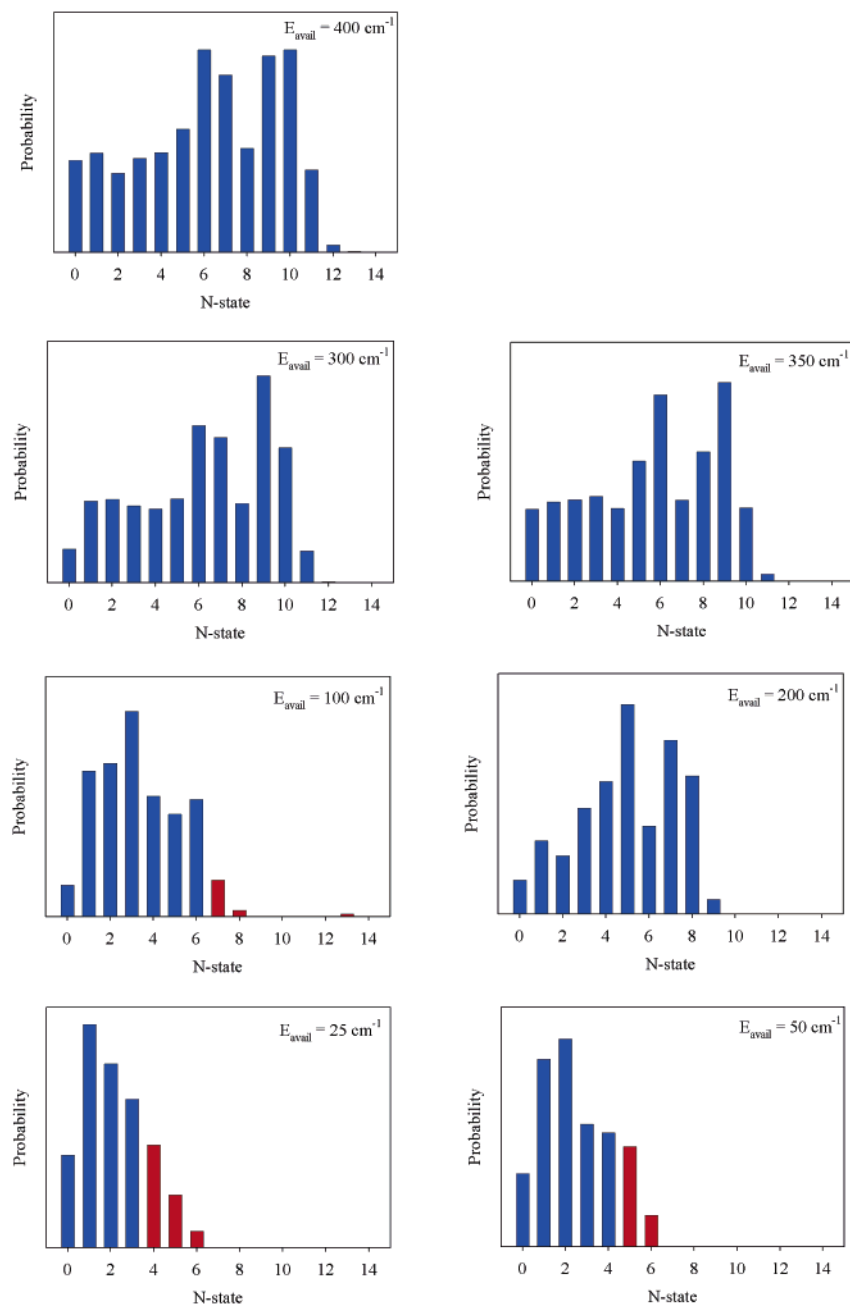 E_avail = 400 cm⁻¹
Probability
0 2 4 6 8 10 12 14
N-state
E_avail = 300 cm⁻¹
Probability
0 2 4 6 8 10 12 14
N-state
E_avail = 350 cm⁻¹
Probability
0 2 4 6 8 10 12 14
N-state
E_avail = 100 cm⁻¹
Probability
0 2 4 6 8 10 12 14
N-state
E_avail = 200 cm⁻¹
Probability
0 2 4 6 8 10 12 14
N-state
E_avail = 25 cm⁻¹
Probability
0 2 4 6 8 10 12 14
N-state
E_avail = 50 cm⁻¹
Probability
0 2 4 6 8 10 12 14
N-state